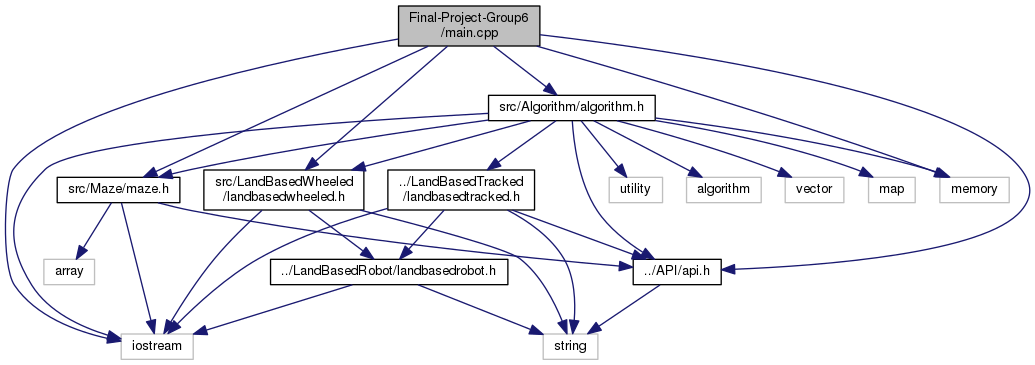 Final-Project-Group6
/main.cpp
src/Algorithm/algorithm.h
src/Maze/maze.h
src/LandBasedWheeled
/landbasedwheeled.h
../LandBasedTracked
/landbasedtracked.h
utility
algorithm
vector
map
memory
array
../LandBasedRobot/landbasedrobot.h
../API/api.h
iostream
string